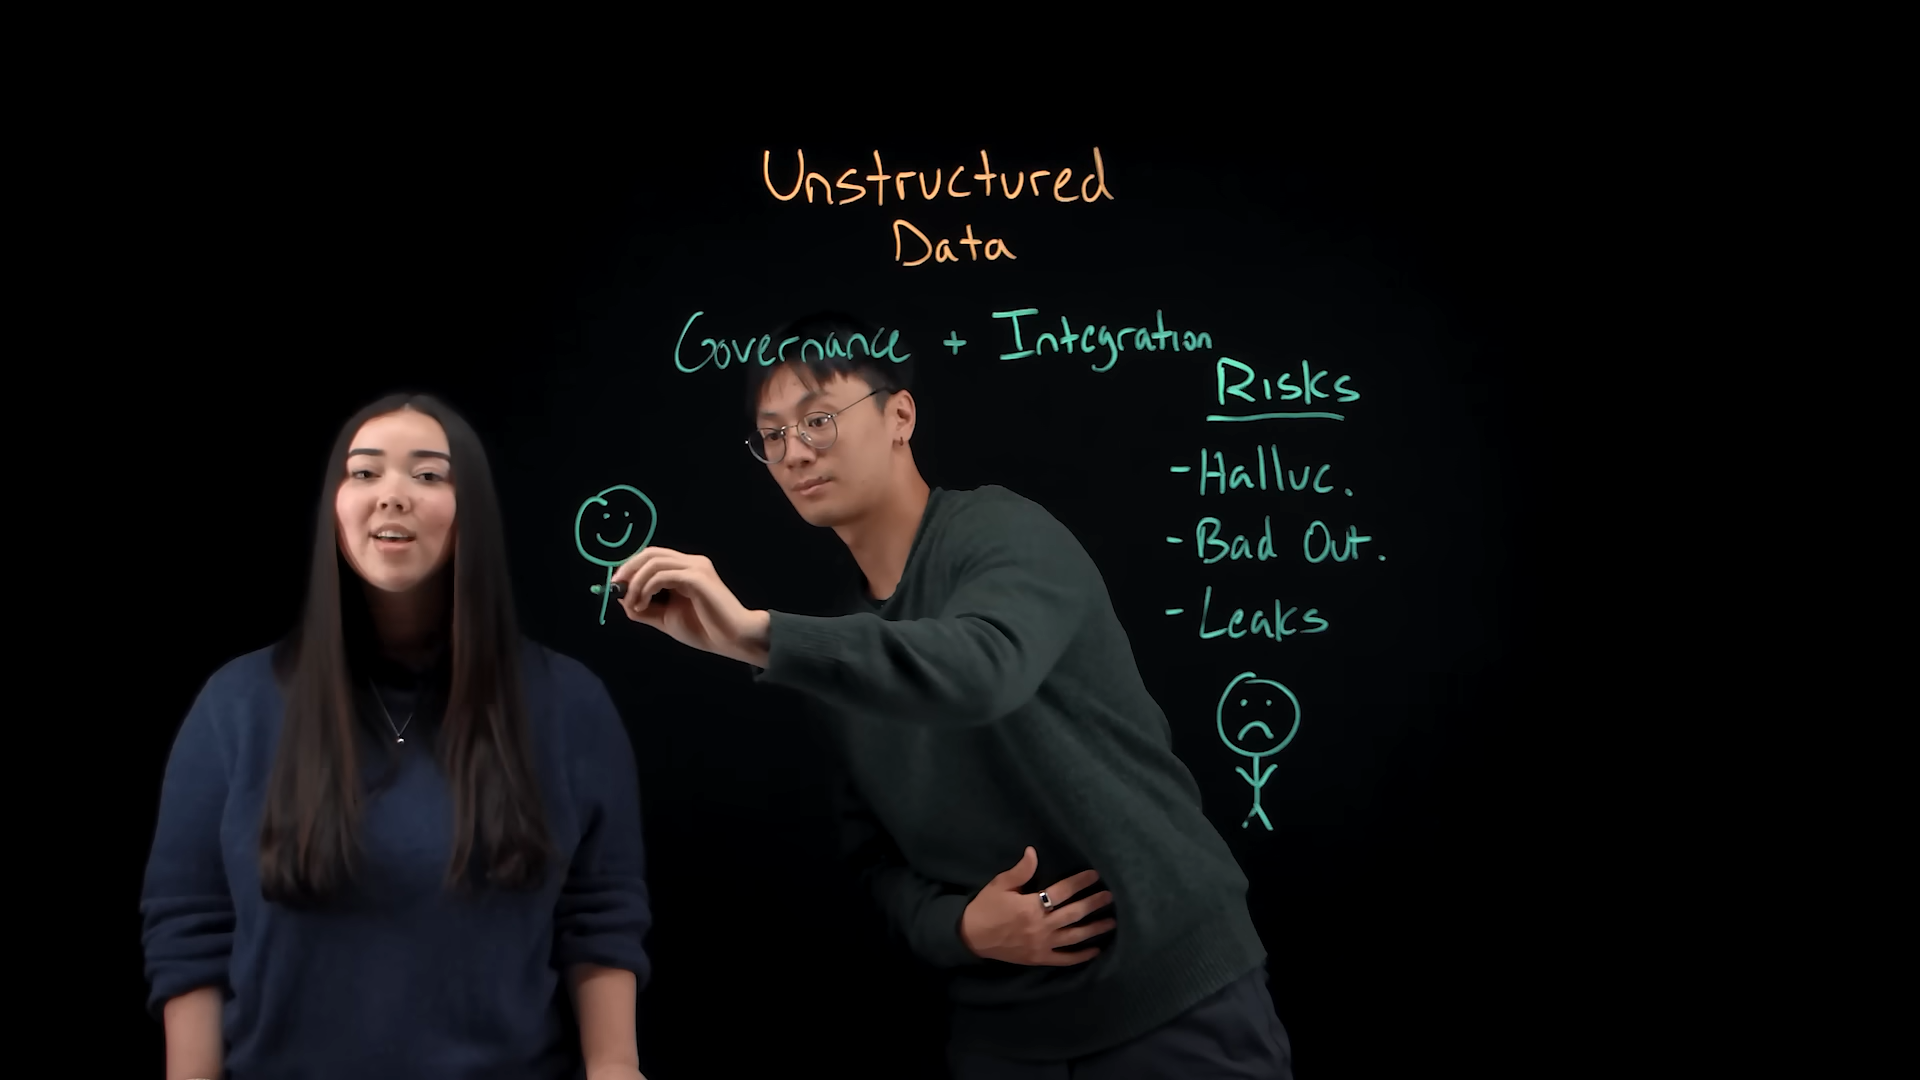 Unstructured
Data
Governance + Integration
Risks
- Halluc.
- Bad Out.
- Leaks